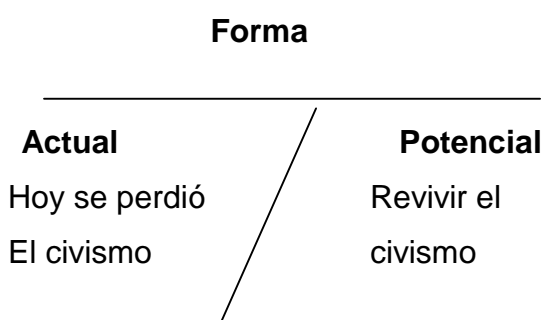 Forma
Actual
Potencial
Hoy se perdió
El civismo
Revivir el
civismo